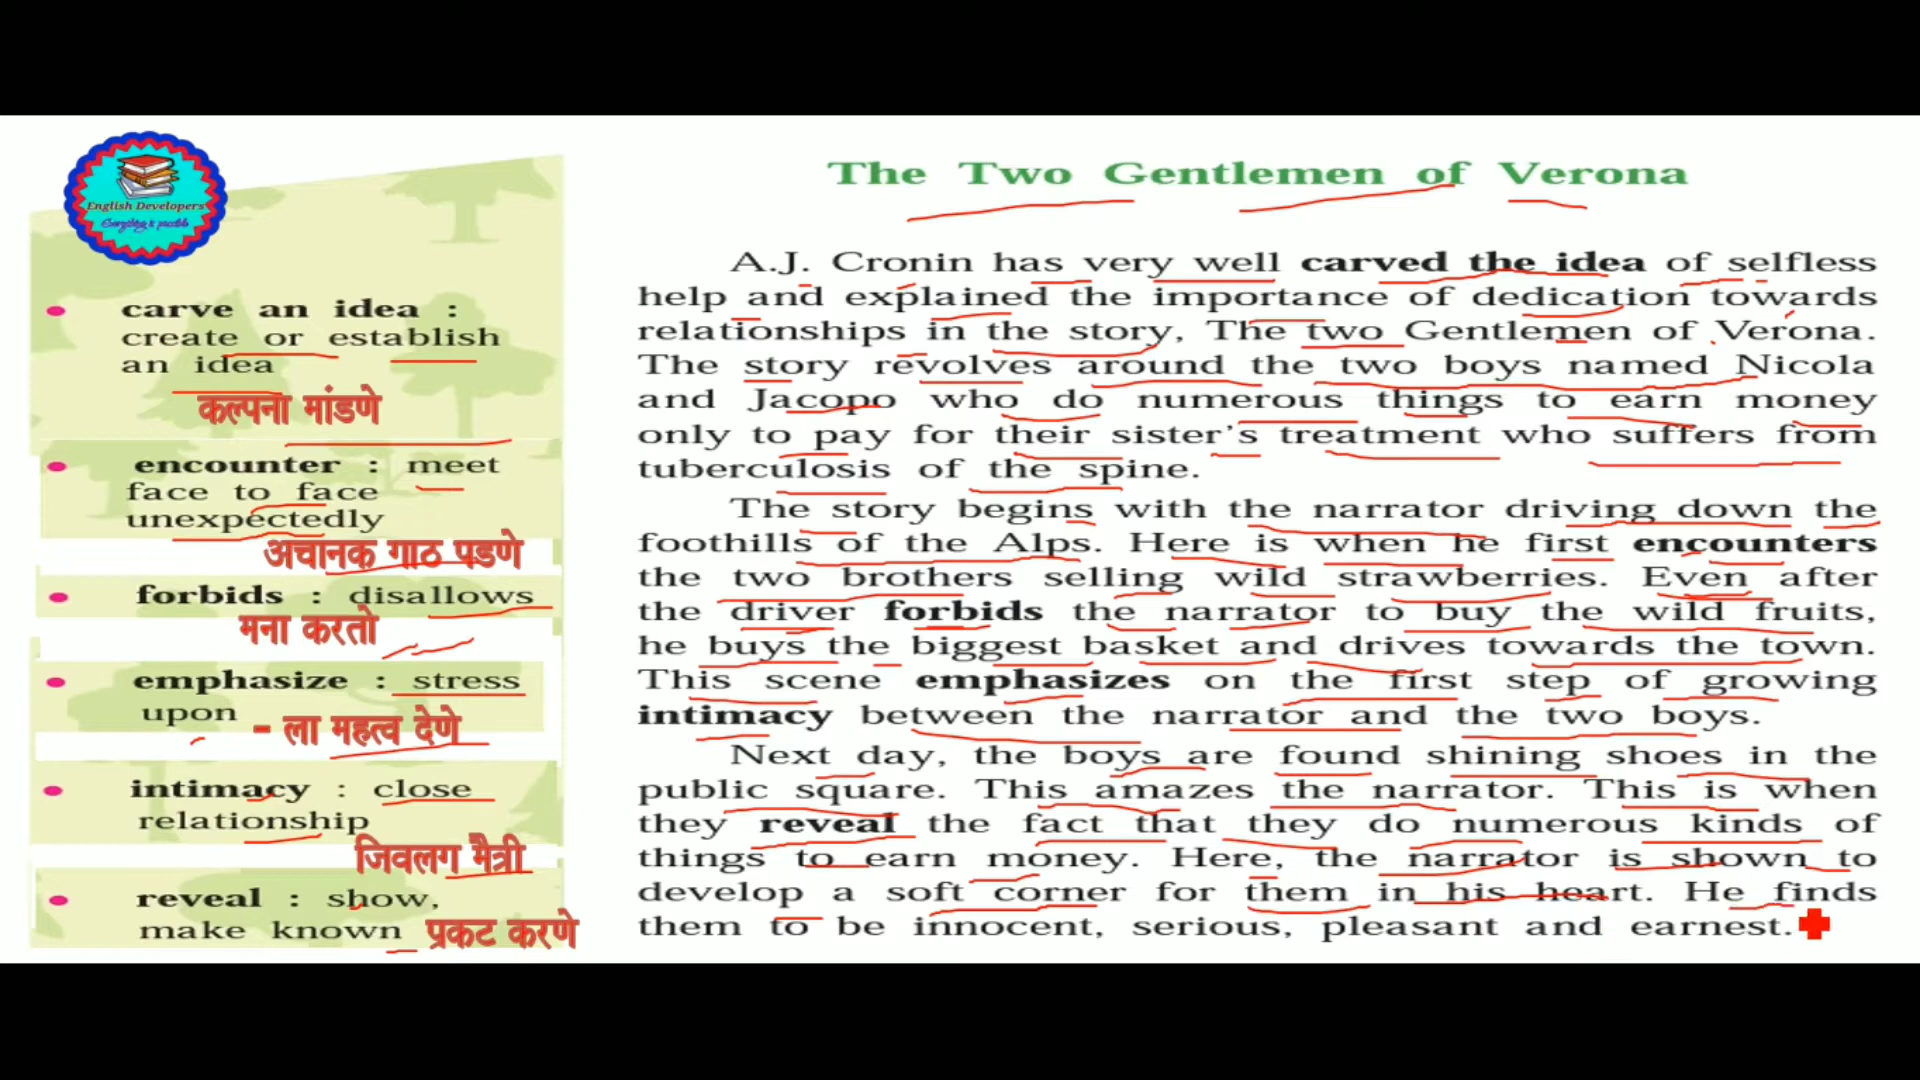 English Developers
Everything is possible
carve an idea :
create or establish
an idea
कल्पना मांडणे
encounter : meet
face to face
unexpectedly
अचानक गाठ पडणे
forbids : disallows
मना करतो
emphasize : stress
upon
- ला महत्व देणे
intimacy : close
relationship
जिवलग मैत्री
reveal : show,
make known
प्रकट करणे
The Two Gentlemen of Verona
A.J. Cronin has very well carved the idea of selfless
help and explained the importance of dedication towards
relationships in the story, The two Gentlemen of Verona.
The story revolves around the two boys named Nicola
and Jacopo who do numerous things to earn money
only to pay for their sister's treatment who suffers from
tuberculosis of the spine.
The story begins with the narrator driving down the
foothills of the Alps. Here is when he first encounters
the two brothers selling wild strawberries. Even after
the driver forbids the narrator to buy the wild fruits,
he buys the biggest basket and drives towards the town.
This scene emphasizes on the first step of growing
intimacy between the narrator and the two boys.
Next day, the boys are found shining shoes in the
public square. This amazes the narrator. This is when
they reveal the fact that they do numerous kinds of
things to earn money. Here, the narrator is shown to
develop a soft corner for them in his heart. He finds
them to be innocent, serious, pleasant and earnest.